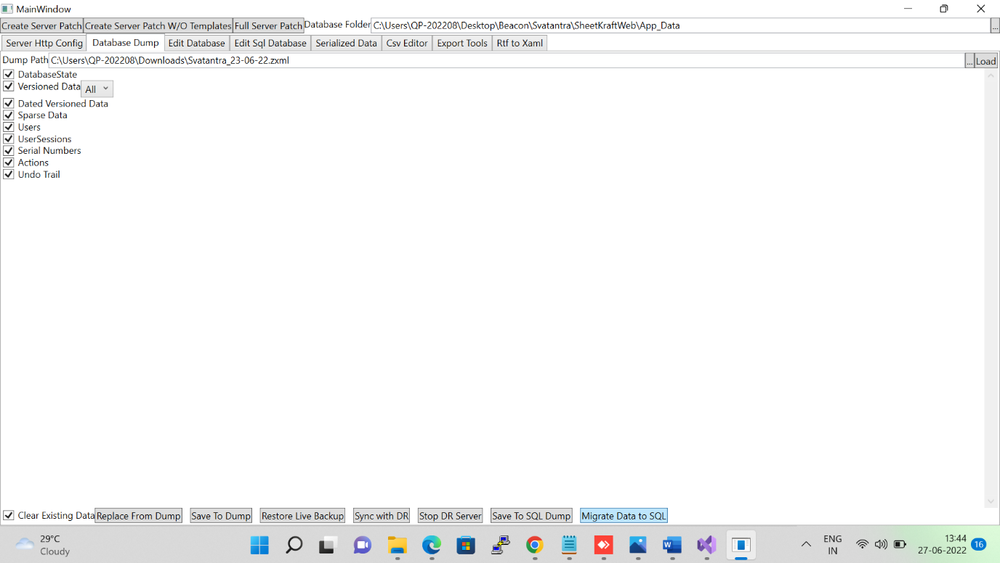 MainWindow
Create Server Patch Create Server Patch W/O Templates Full Server Patch Database Folder C:\Users\QP-202208\Desktop\Beacon\Svatantra\SheetKraftWeb\App_Data ...
Server Http Config Database Dump Edit Database Edit Sql Database Serialized Data Csv Editor Export Tools Rtf to Xaml
Dump Path C:\Users\QP-202208\Downloads\Svatantra_23-06-22.zxml ... Load
DatabaseState
Versioned Data All
Dated Versioned Data
Sparse Data
Users
UserSessions
Serial Numbers
Actions
Undo Trail
Clear Existing Data Replace From Dump Save To Dump Restore Live Backup Sync with DR Stop DR Server Save To SQL Dump Migrate Data to SQL
29°C
Cloudy
ENG
IN
13:44
27-06-2022
16